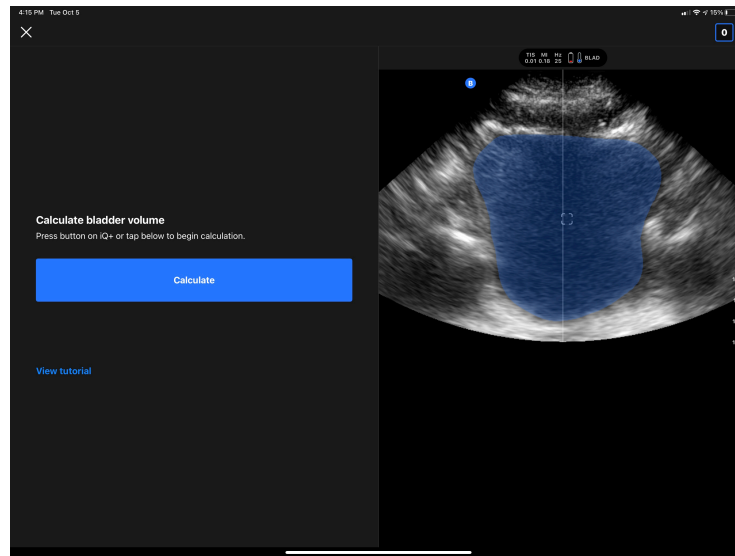 4:15 PM Tue Oct 5
15%
0
TIS MI Hz
0.01 0.18 25
BLAD
B
Calculate bladder volume
Press button on iQ+ or tap below to begin calculation.
Calculate
View tutorial